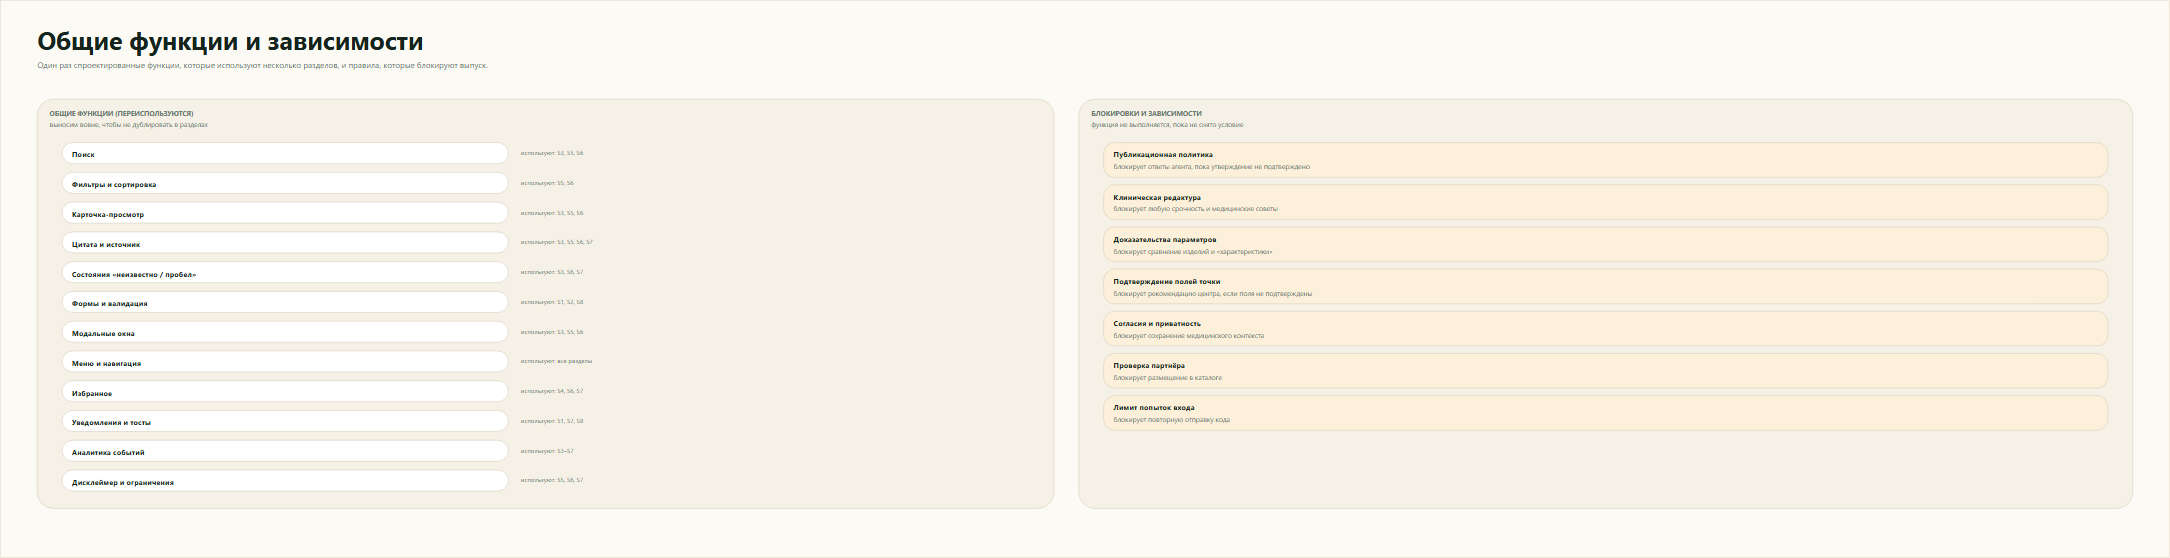 Общие функции и зависимости
Один раз спроектированные функции, которые используют несколько разделов, и правила, которые блокируют выпуск.
ОБЩИЕ ФУНКЦИИ (ПЕРЕИСПОЛЬЗУЮТСЯ)
выносим вовне, чтобы не дублировать в разделах
Поиск
используют: S3, S5, S6
Фильтры и сортировка
используют: S5, S6
Карточка-просмотр
используют: S3, S5, S6
Цитата и источник
используют: S3, S5, S6, S7
Состояния «неизвестно / пробел»
используют: S3, S6, S7
Формы и валидация
используют: S1, S2, S8
Модальные окна
используют: S3, S5, S6
Меню и навигация
используют: все разделы
Избранное
используют: S4, S6, S7
Уведомления и тосты
используют: S1, S7, S8
Аналитика событий
используют: S3–S7
Дисклеймер и ограничения
используют: S5, S6, S7
БЛОКИРОВКИ И ЗАВИСИМОСТИ
функция не выполняется, пока не снято условие
Публикационная политика
блокирует ответы агента, пока утверждение не подтверждено
Клиническая редактура
блокирует любую срочность и медицинские советы
Доказательства параметров
блокирует сравнение изделий и «характеристики»
Подтверждение полей точки
блокирует рекомендацию центра, если поля не подтверждены
Согласия и приватность
блокирует сохранение медицинского контекста
Проверка партнёра
блокирует размещение в каталоге
Лимит попыток входа
блокирует повторную отправку кода